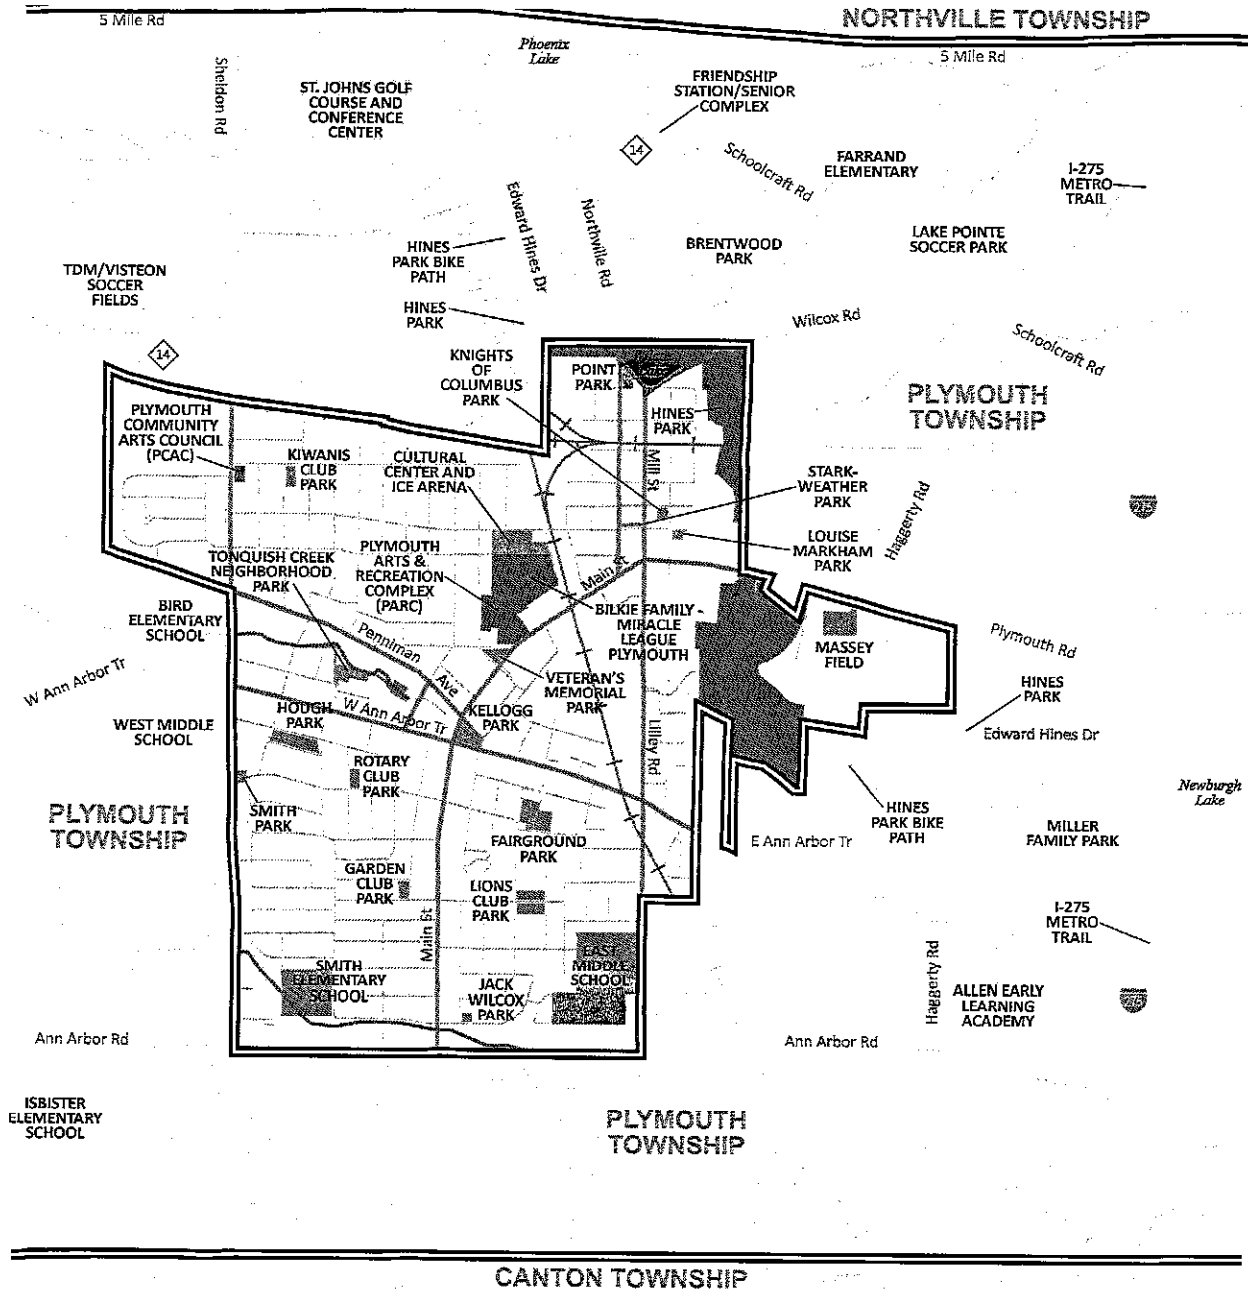 NORTHVILLE TOWNSHIP
5 Mile Rd
5 Mile Rd
Phoenix
Lake
Sheldon Rd
ST. JOHNS GOLF
COURSE AND
CONFERENCE
CENTER
FRIENDSHIP
STATION/SENIOR
COMPLEX
14
Schoolcraft Rd
FARRAND
ELEMENTARY
I-275
METRO
TRAIL
Edward Hines Dr
Northville Rd
HINES
PARK BIKE
PATH
BRENTWOOD
PARK
LAKE POINTE
SOCCER PARK
TDM/VISTEON
SOCCER
FIELDS
HINES
PARK
Wilcox Rd
Schoolcraft Rd
14
KNIGHTS
OF
COLUMBUS
PARK
POINT
PARK
HINES
PARK
PLYMOUTH
TOWNSHIP
PLYMOUTH
COMMUNITY
ARTS COUNCIL
(PCAC)
KIWANIS
CLUB
PARK
CULTURAL
CENTER AND
ICE ARENA
Mill St
STARK-
WEATHER
PARK
Haggerty Rd
275
LOUISE
MARKHAM
PARK
TONQUISH CREEK
NEIGHBORHOOD
PARK
PLYMOUTH
ARTS &
RECREATION
COMPLEX
(PARC)
Main St
BIRD
ELEMENTARY
SCHOOL
BILKIE FAMILY -
MIRACLE
LEAGUE
PLYMOUTH
MASSEY
FIELD
Plymouth Rd
Penniman
Ave
W Ann Arbor Tr
VETERAN'S
MEMORIAL
PARK
HINES
PARK
HOUGH
PARK
W Ann Arbor Tr
KELLOGG
PARK
WEST MIDDLE
SCHOOL
Lilley Rd
Edward Hines Dr
ROTARY
CLUB
PARK
Newburgh
Lake
SMITH
PARK
PLYMOUTH
TOWNSHIP
HINES
PARK BIKE
PATH
FAIRGROUND
PARK
E Ann Arbor Tr
MILLER
FAMILY PARK
GARDEN
CLUB
PARK
LIONS
CLUB
PARK
Main St
I-275
METRO
TRAIL
SMITH
ELEMENTARY
SCHOOL
EAST
MIDDLE
SCHOOL
JACK
WILCOX
PARK
Haggerty Rd
ALLEN EARLY
LEARNING
ACADEMY
275
Ann Arbor Rd
Ann Arbor Rd
ISBISTER
ELEMENTARY
SCHOOL
PLYMOUTH
TOWNSHIP
CANTON TOWNSHIP